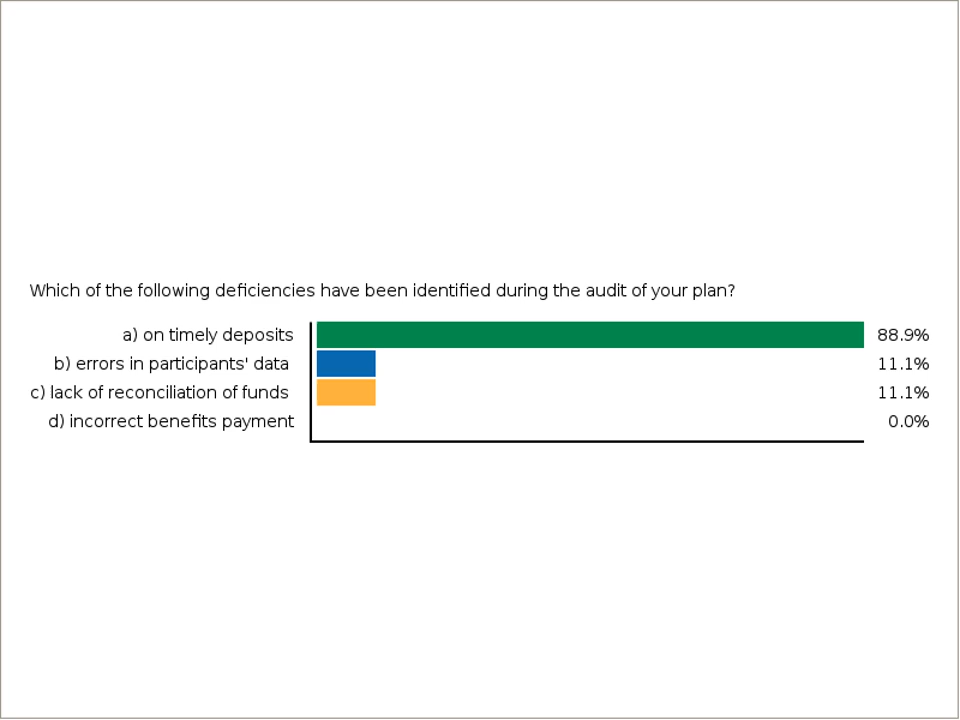 Which of the following deficiencies have been identified during the audit of your plan?
a) on timely deposits 88.9%
b) errors in participants' data 11.1%
c) lack of reconciliation of funds 11.1%
d) incorrect benefits payment 0.0%